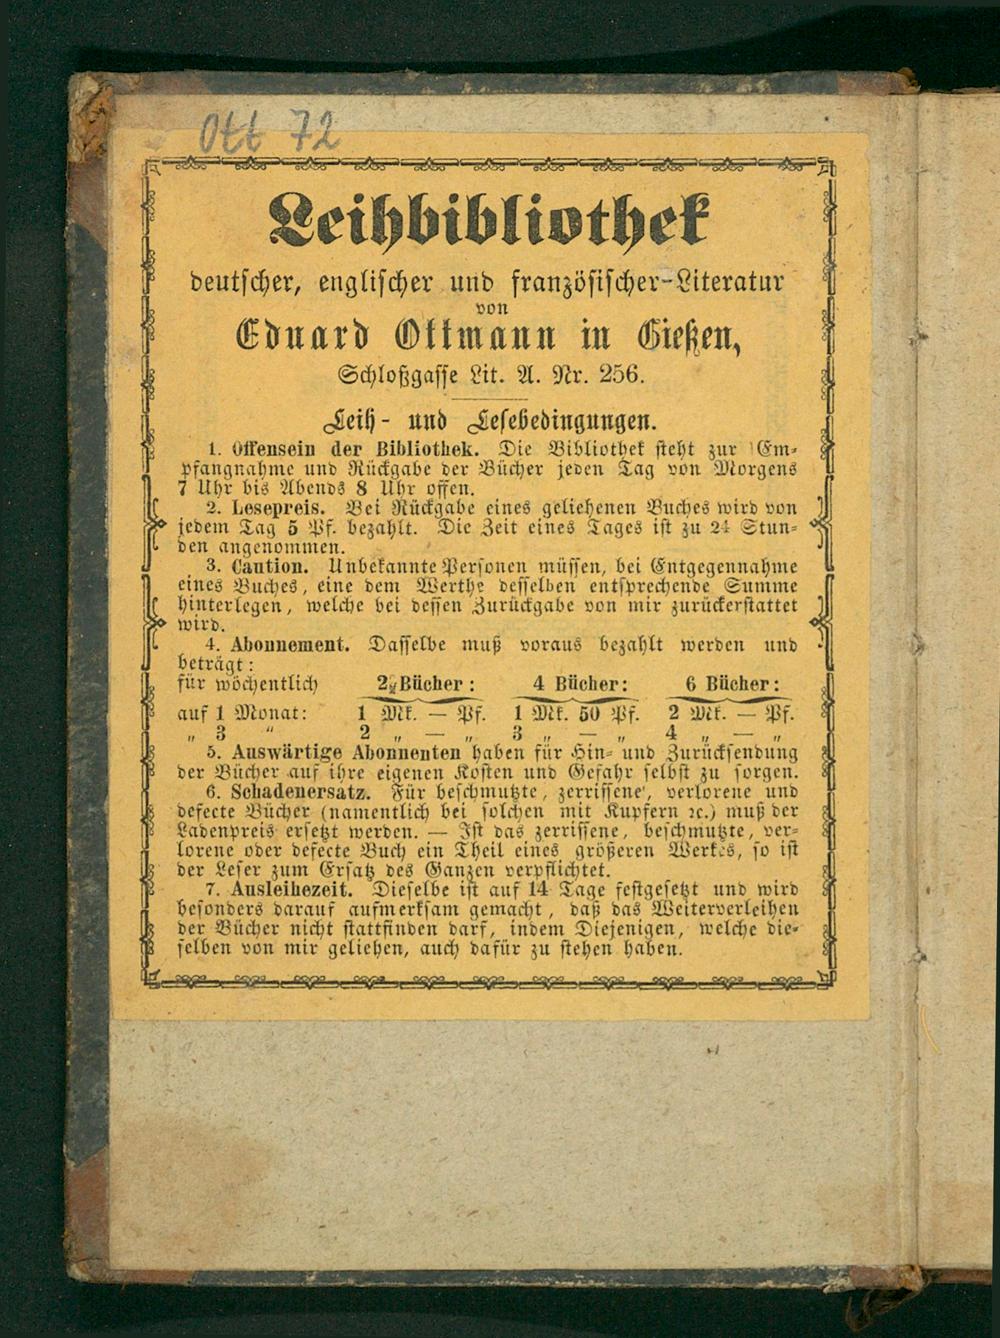 Ott 72
Leihbibliothek
deutscher, englischer und französischer-Literatur
von
Eduard Ottmann in Gießen,
Schloßgasse Lit. A. Nr. 256.
Leih- und Lesebedingungen.
1. Offensein der Bibliothek. Die Bibliothek steht zur Em-
pfangnahme und Rückgabe der Bücher jeden Tag von Morgens
7 Uhr bis Abends 8 Uhr offen.
2. Lesepreis. Bei Rückgabe eines geliehenen Buches wird von
jedem Tag 5 Pf. bezahlt. Die Zeit eines Tages ist zu 24 Stun-
den angenommen.
3. Caution. Unbekannte Personen müssen, bei Entgegennahme
eines Buches, eine dem Werthe desselben entsprechende Summe
hinterlegen, welche bei dessen Zurückgabe von mir zurückerstattet
wird.
4. Abonnement. Dasselbe muß voraus bezahlt werden und
beträgt:
für wöchentlich 2 Bücher: 4 Bücher: 6 Bücher:
auf 1 Monat: 1 Mk. — Pf. 1 Mk. 50 Pf. 2 Mk. — Pf.
„ 3 „ 2 „ — „ 3 „ — „ 4 „ — „
5. Auswärtige Abonnenten haben für Hin- und Zurücksendung
der Bücher auf ihre eigenen Kosten und Gefahr selbst zu sorgen.
6. Schadenersatz. Für beschmutzte, zerrissene, verlorene und
defecte Bücher (namentlich bei solchen mit Kupfern ꝛc.) muß der
Ladenpreis ersetzt werden. — Ist das zerrissene, beschmutzte, ver-
lorene oder defecte Buch ein Theil eines größeren Werkes, so ist
der Leser zum Ersatz des Ganzen verpflichtet.
7. Ausleihezeit. Dieselbe ist auf 14 Tage festgesetzt und wird
besonders darauf aufmerksam gemacht, daß das Weiterverleihen
der Bücher nicht stattfinden darf, indem Diejenigen, welche die-
selben von mir geliehen, auch dafür zu stehen haben.